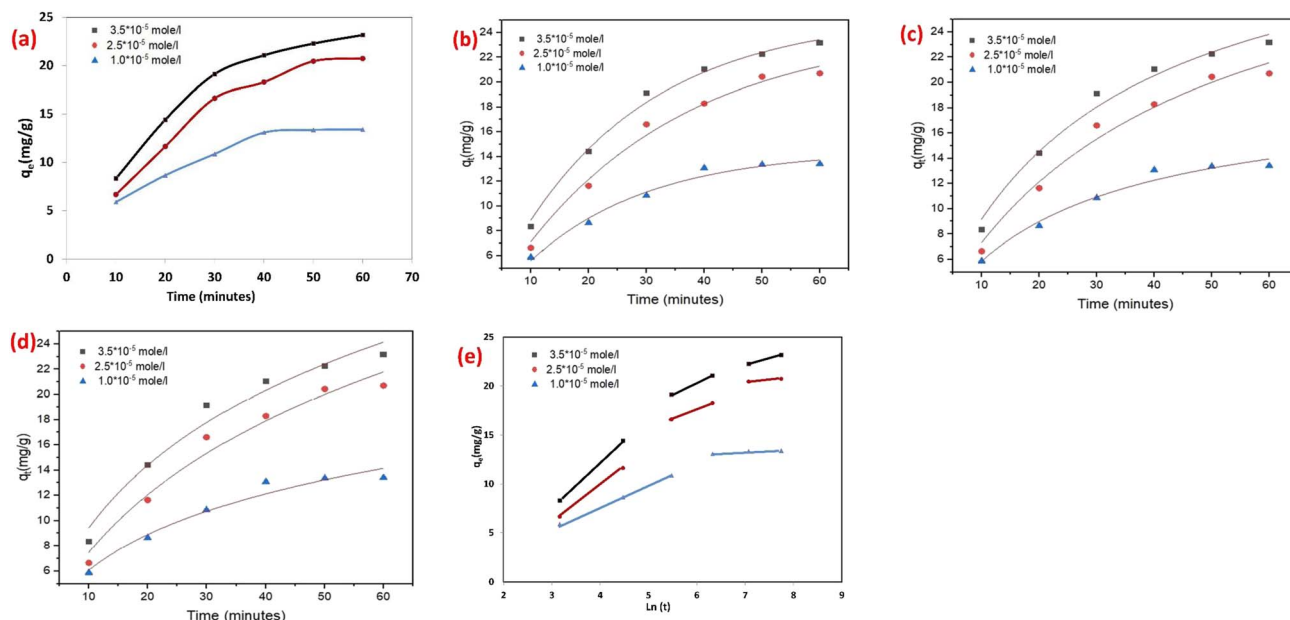 (a)
3.5*10⁻⁵ mole/l
2.5*10⁻⁵ mole/l
1.0*10⁻⁵ mole/l
25
20
15
10
5
0
qₑ(mg/g)
0 10 20 30 40 50 60 70
Time (minutes)
(b)
3.5*10⁻⁵ mole/l
2.5*10⁻⁵ mole/l
1.0*10⁻⁵ mole/l
24
22
20
18
16
14
12
10
8
6
qₜ(mg/g)
10 20 30 40 50 60
Time (minutes)
(c)
3.5*10⁻⁵ mole/l
2.5*10⁻⁵ mole/l
1.0*10⁻⁵ mole/l
24
22
20
18
16
14
12
10
8
6
qₜ(mg/g)
10 20 30 40 50 60
Time (minutes)
(d)
3.5*10⁻⁵ mole/l
2.5*10⁻⁵ mole/l
1.0*10⁻⁵ mole/l
24
22
20
18
16
14
12
10
8
6
qₜ(mg/g)
10 20 30 40 50 60
Time (minutes)
(e)
3.5*10⁻⁵ mole/l
2.5*10⁻⁵ mole/l
1.0*10⁻⁵ mole/l
25
20
15
10
5
0
qₑ(mg/g)
2 3 4 5 6 7 8 9
Ln (t)